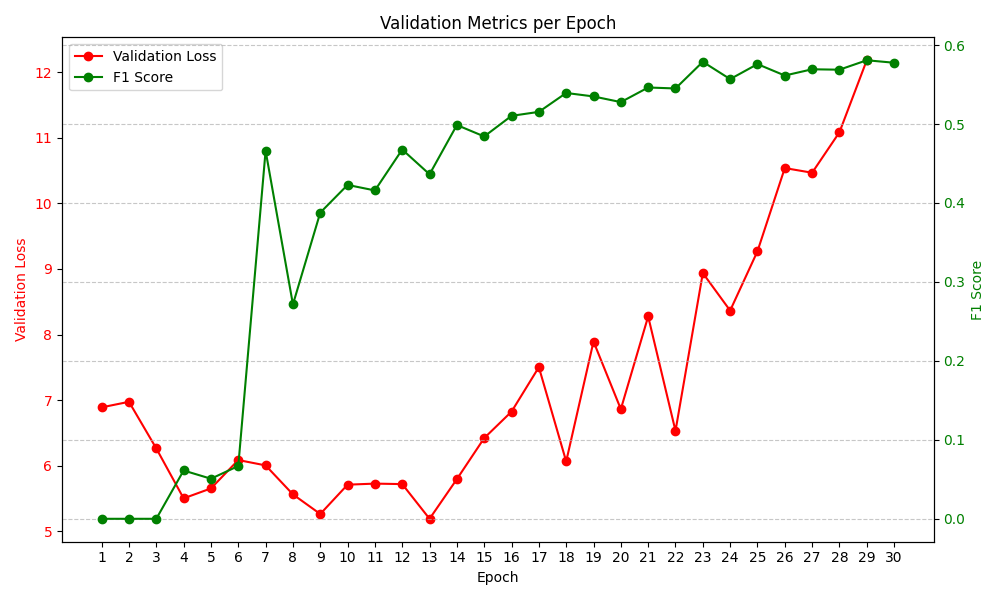 Validation Metrics per Epoch
Validation Loss
F1 Score
12
11
10
9
8
7
6
5
Validation Loss
0.6
0.5
0.4
0.3
0.2
0.1
0.0
F1 Score
1 2 3 4 5 6 7 8 9 10 11 12 13 14 15 16 17 18 19 20 21 22 23 24 25 26 27 28 29 30
Epoch